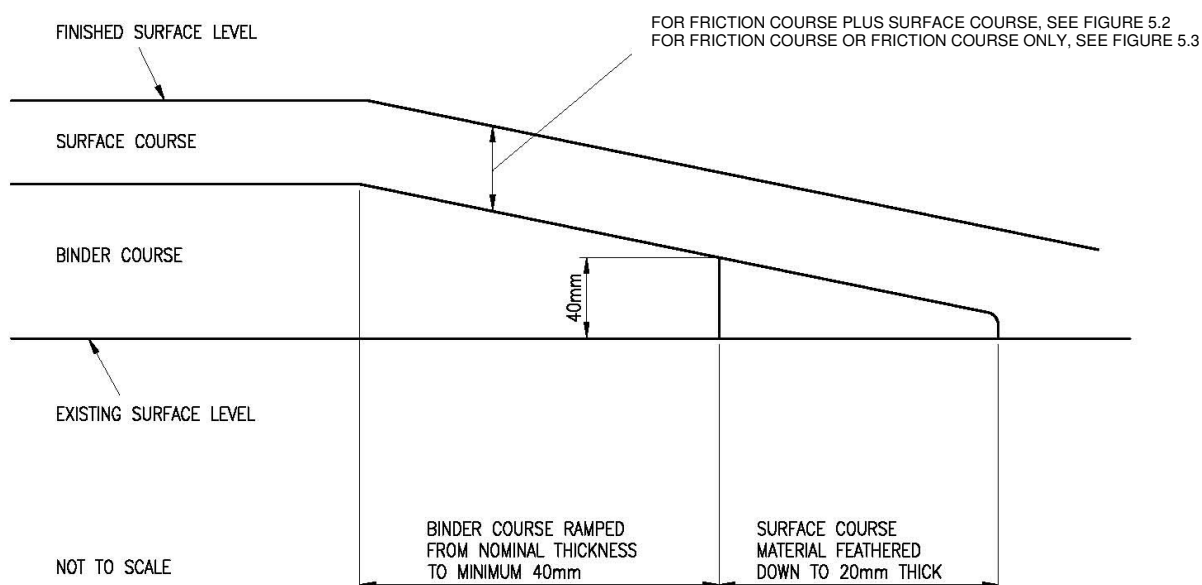 FOR FRICTION COURSE PLUS SURFACE COURSE, SEE FIGURE 5.2
FOR FRICTION COURSE OR FRICTION COURSE ONLY, SEE FIGURE 5.3
FINISHED SURFACE LEVEL
SURFACE COURSE
BINDER COURSE
40mm
EXISTING SURFACE LEVEL
BINDER COURSE RAMPED
FROM NOMINAL THICKNESS
TO MINIMUM 40mm
SURFACE COURSE
MATERIAL FEATHERED
DOWN TO 20mm THICK
NOT TO SCALE